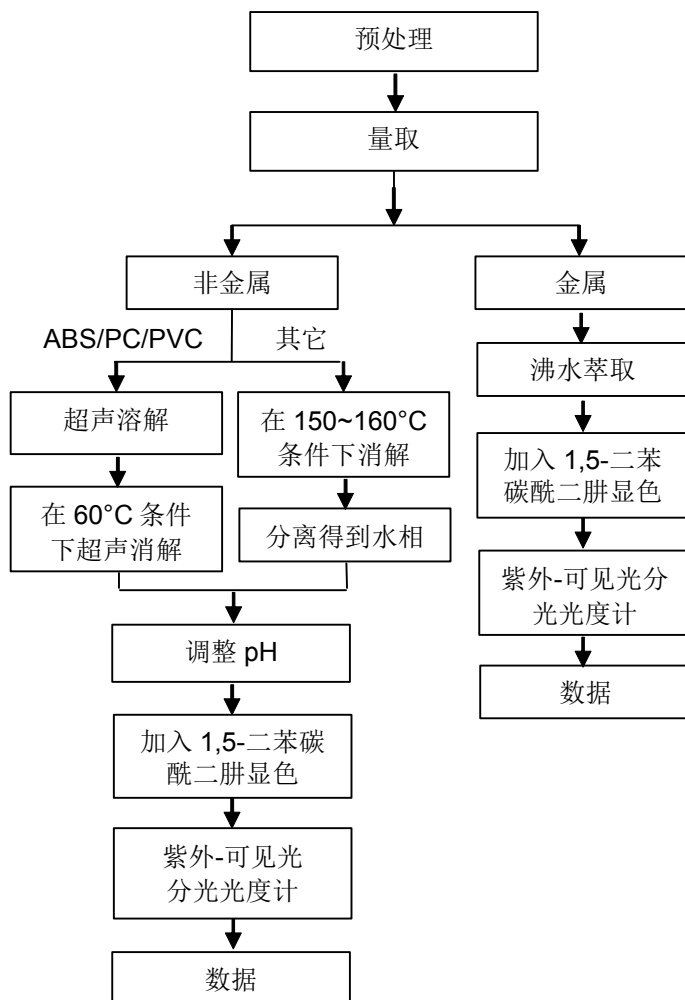 预处理
量取
非金属
金属
ABS/PC/PVC
其它
沸水萃取
超声溶解
在 150~160°C
条件下消解
加入 1,5-二苯
碳酰二肼显色
在 60°C 条件
下超声消解
分离得到水相
紫外-可见光分
光光度计
调整 pH
数据
加入 1,5-二苯碳
酰二肼显色
紫外-可见光
分光光度计
数据